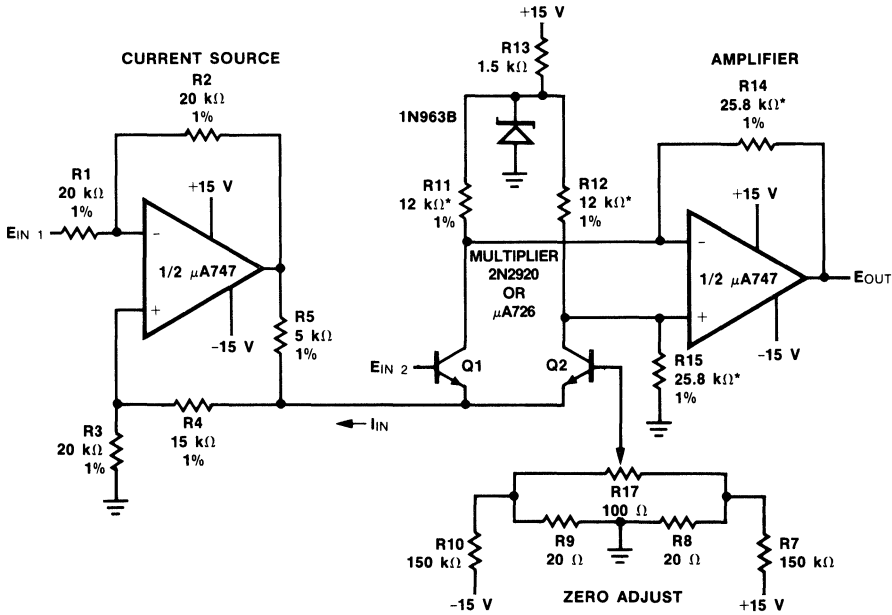 +15 V
R13
1.5 kΩ
CURRENT SOURCE
AMPLIFIER
R2
20 kΩ
1%
R14
25.8 kΩ*
1%
1N963B
R1
20 kΩ
1%
+15 V
R11
12 kΩ*
1%
R12
12 kΩ*
1%
+15 V
EIN 1
−
1/2 µA747
+
−15 V
MULTIPLIER
2N2920
OR
µA726
−
1/2 µA747
+
EOUT
−15 V
R5
5 kΩ
1%
EIN 2
Q1
Q2
R15
25.8 kΩ*
1%
R3
20 kΩ
1%
R4
15 kΩ
1%
IIN
R17
100 Ω
R10
150 kΩ
R9
20 Ω
R8
20 Ω
R7
150 kΩ
−15 V
ZERO ADJUST
+15 V